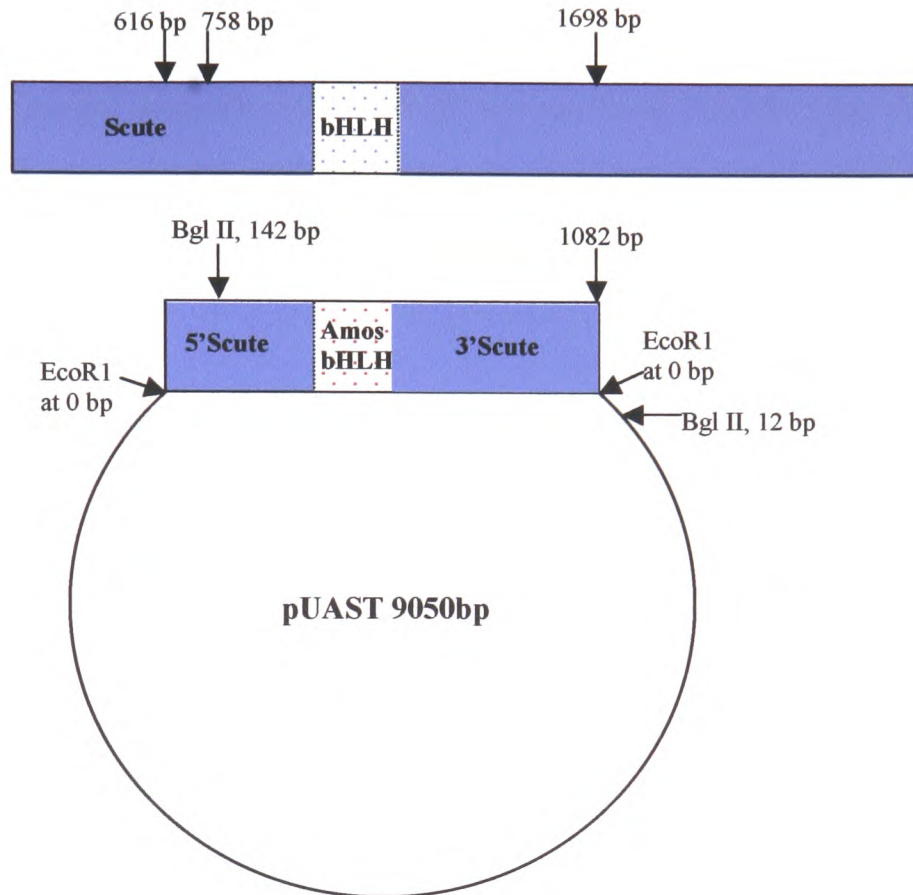 616 bp
758 bp
1698 bp
Scute
bHLH
Bgl II, 142 bp
1082 bp
5'Scute
Amos
bHLH
3'Scute
EcoR1
at 0 bp
EcoR1
at 0 bp
Bgl II, 12 bp
pUAST 9050bp